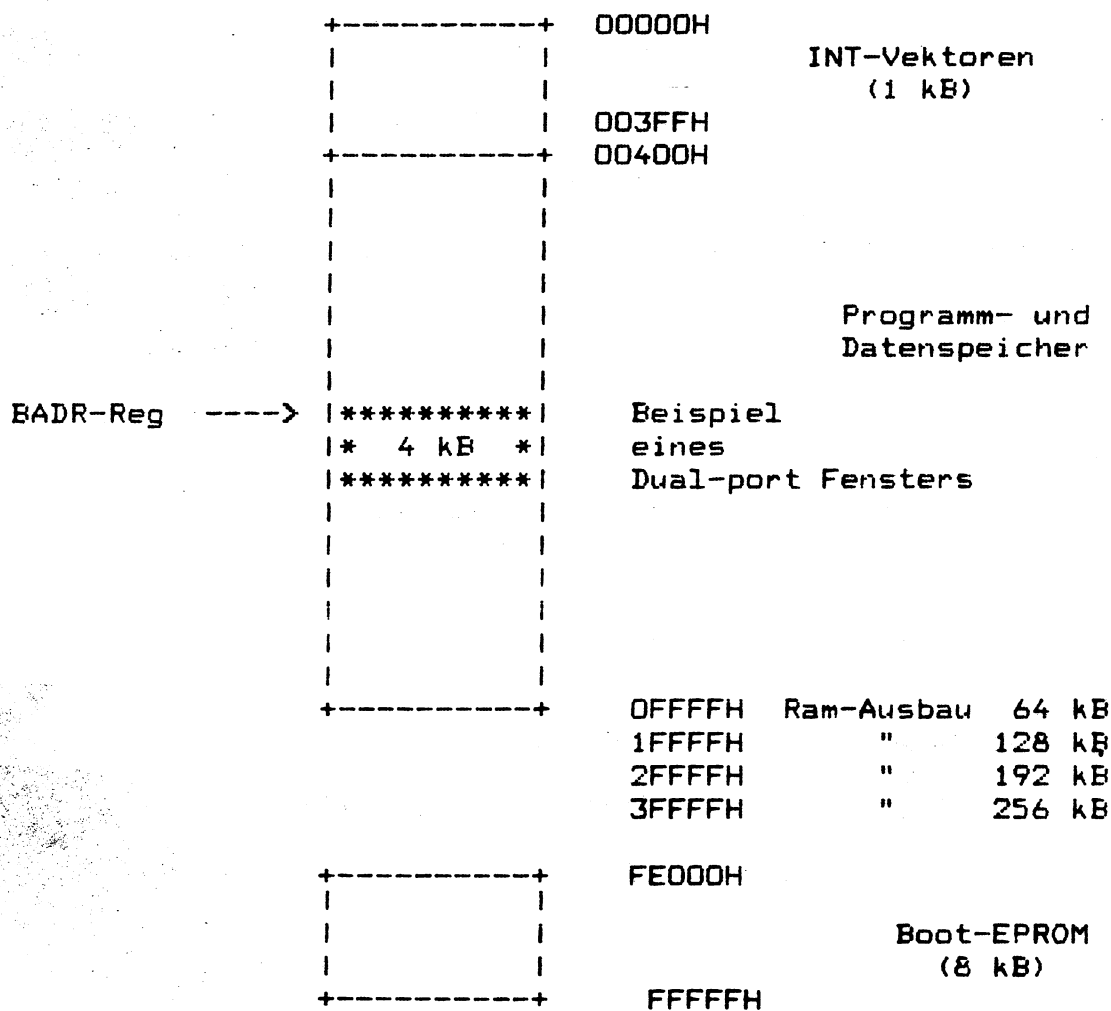 +-----------+ 00000H
| | INT-Vektoren
| | (1 kB)
| | 003FFH
+-----------+ 00400H
| |
| |
| |
| |
| | Programm- und
| | Datenspeicher
| |
BADR-Reg ----> |**********| Beispiel
|* 4 kB *| eines
|**********| Dual-port Fensters
| |
| |
| |
| |
| |
| |
+-----------+ 0FFFFH Ram-Ausbau 64 kB
1FFFFH " 128 kB
2FFFFH " 192 kB
3FFFFH " 256 kB
+-----------+ FE000H
| |
| | Boot-EPROM
| | (8 kB)
+-----------+ FFFFFH